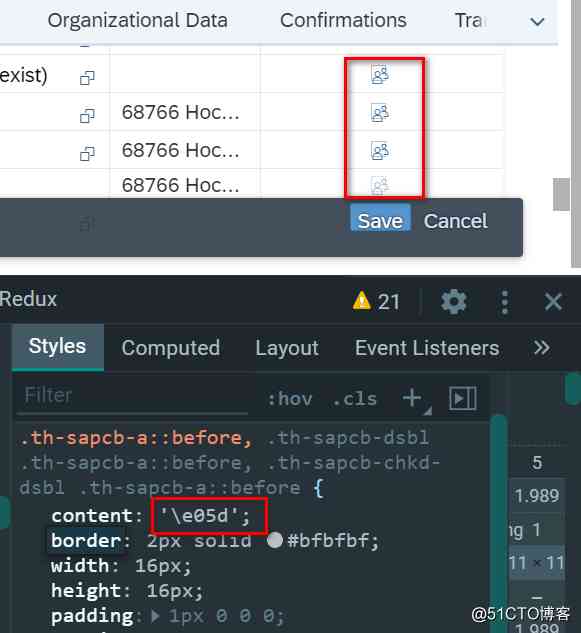 Organizational Data Confirmations Tra
exist)
68766 Hoc...
68766 Hoc...
68766 Hoc...
Save Cancel
Redux 21
Styles Computed Layout Event Listeners »
Filter :hov .cls
.th-sapcb-a::before, .th-sapcb-dsbl
.th-sapcb-a::before, .th-sapcb-chkd-
dsbl .th-sapcb-a::before {
content: '\e05d';
border: 2px solid #bfbfbf;
width: 16px;
height: 16px;
padding: 1px 0 0 0;
5
1.989
ng 1
11 × 11
–
1.989
@51CTO博客